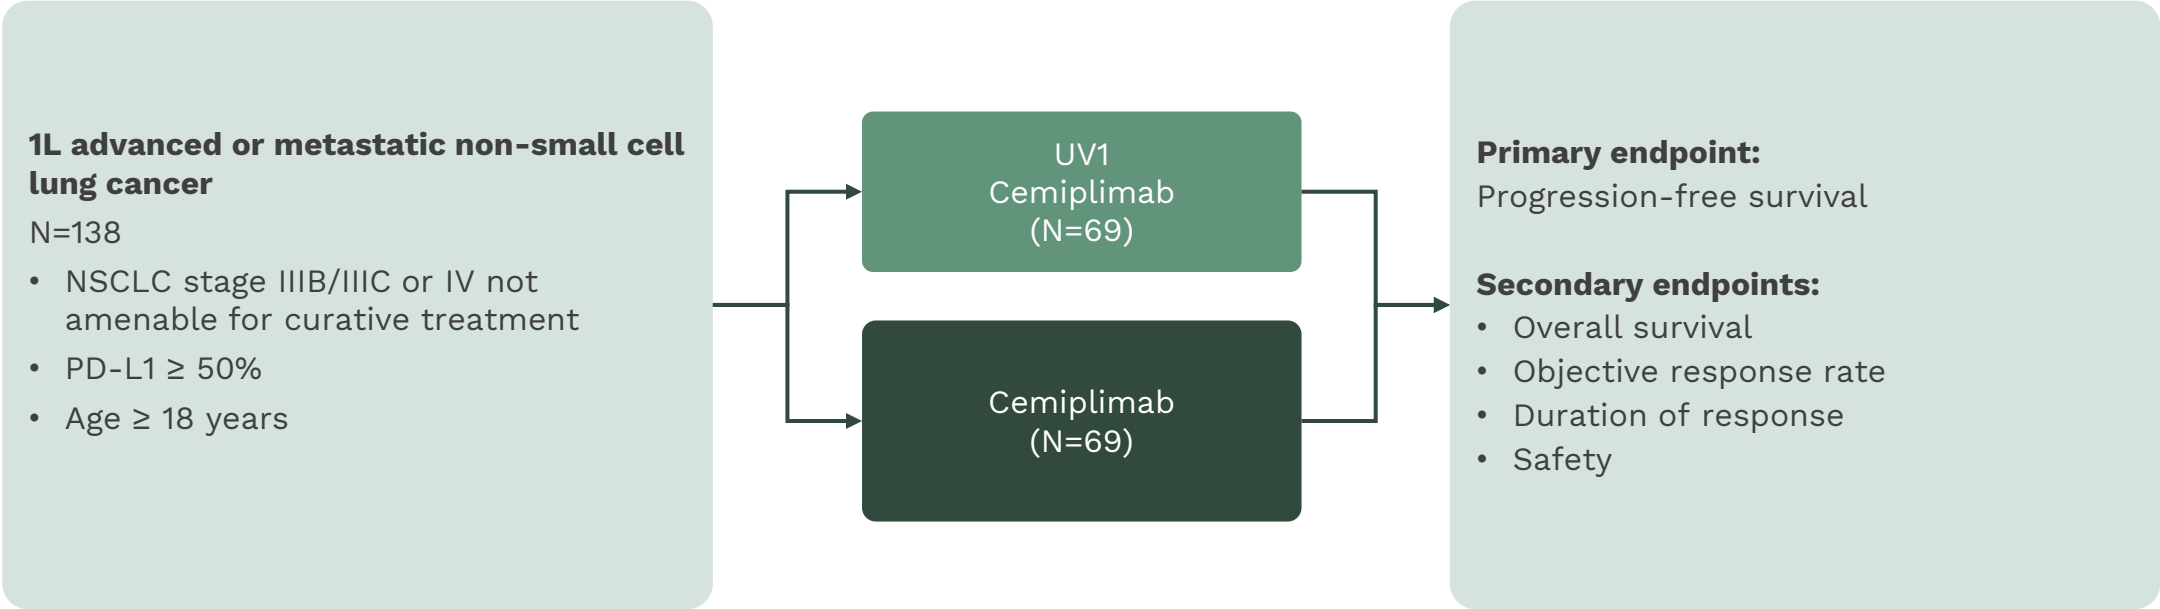 1L advanced or metastatic non-small cell
lung cancer
N=138
• NSCLC stage IIIB/IIIC or IV not
amenable for curative treatment
• PD-L1 ≥ 50%
• Age ≥ 18 years
UV1
Cemiplimab
(N=69)
Cemiplimab
(N=69)
Primary endpoint:
Progression-free survival
Secondary endpoints:
• Overall survival
• Objective response rate
• Duration of response
• Safety